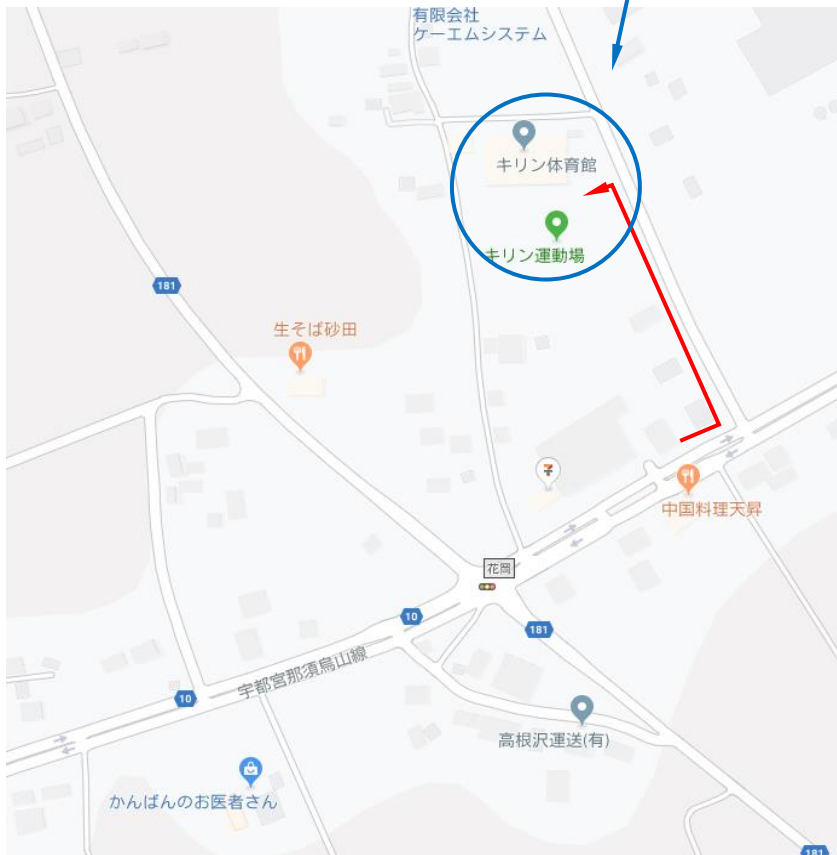 有限会社
ケーエムシステム
キリン体育館
キリン運動場
181
生そば砂田
7
中国料理天昇
花岡
10
181
宇都宮那須烏山線
10
高根沢運送(有)
かんばんのお医者さん
181